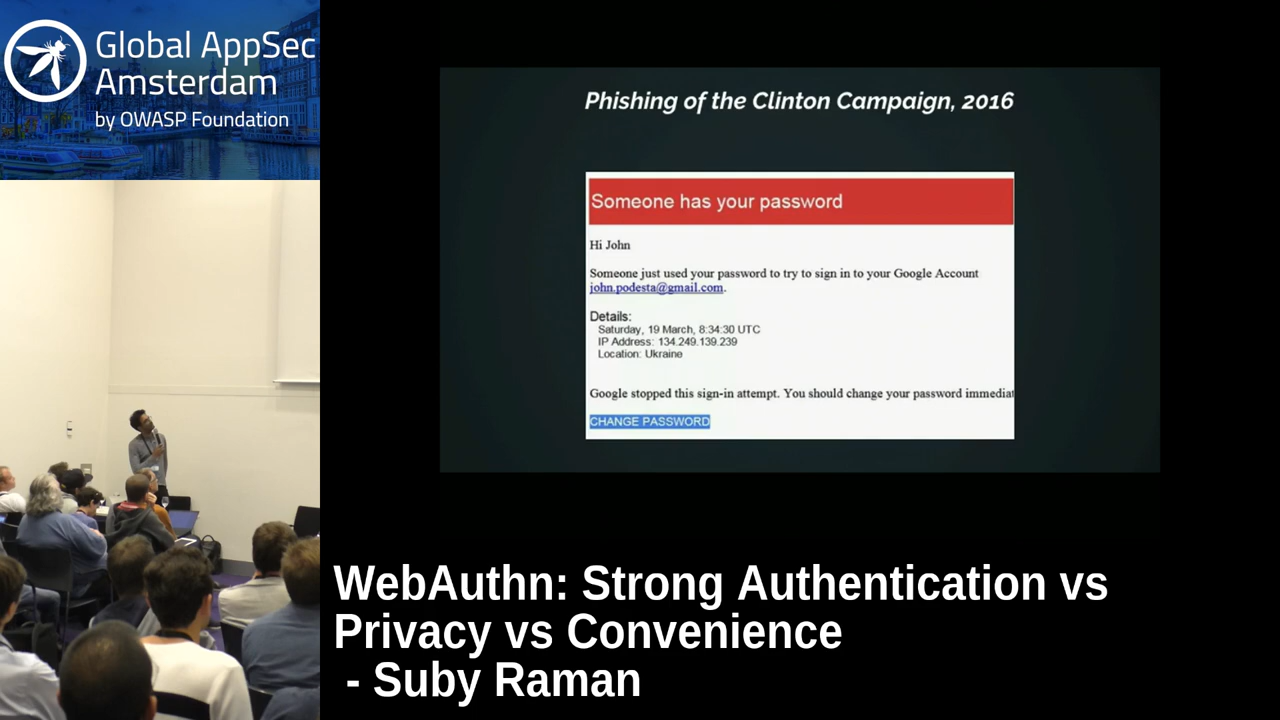 Global AppSec
Amsterdam
by OWASP Foundation
Phishing of the Clinton Campaign, 2016
Someone has your password
Hi John
Someone just used your password to try to sign in to your Google Account
john.podesta@gmail.com.
Details:
Saturday, 19 March, 8:34:30 UTC
IP Address: 134.249.139.239
Location: Ukraine
Google stopped this sign-in attempt. You should change your password immediat
CHANGE PASSWORD
WebAuthn: Strong Authentication vs
Privacy vs Convenience
- Suby Raman